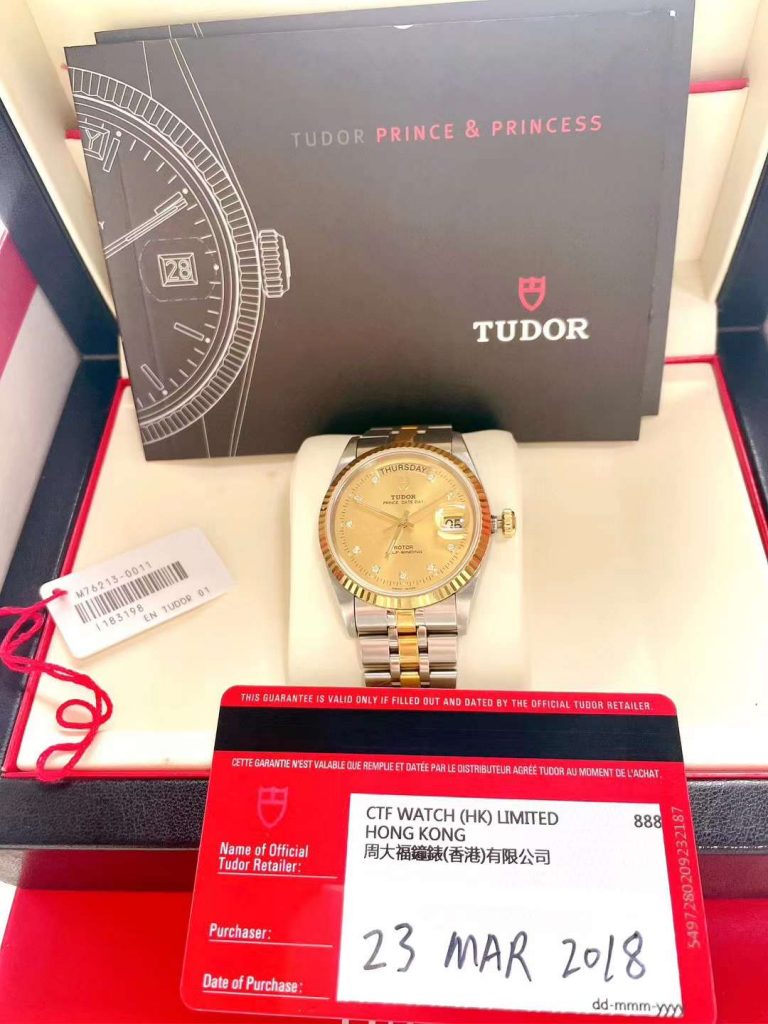 TUDOR PRINCE & PRINCESS
28
TUDOR
THURSDAY
TUDOR
PRINCE DATE DAY
ROTOR
SELF-WINDING
M76213-0011
1183198
EN TUDOR 01
THIS GUARANTEE IS VALID ONLY IF FILLED OUT AND DATED BY THE OFFICIAL TUDOR RETAILER.
CETTE GARANTIE N'EST VALABLE QUE REMPLIE ET DATÉE PAR LE DISTRIBUTEUR AGRÉÉ TUDOR AU MOMENT DE L'ACHAT.
CTF WATCH (HK) LIMITED 888
HONG KONG
周大福鐘錶(香港)有限公司
Name of Official
Tudor Retailer:
Purchaser:
23 MAR 2018
Date of Purchase:
dd-mmm-yyyy
5497280209232187